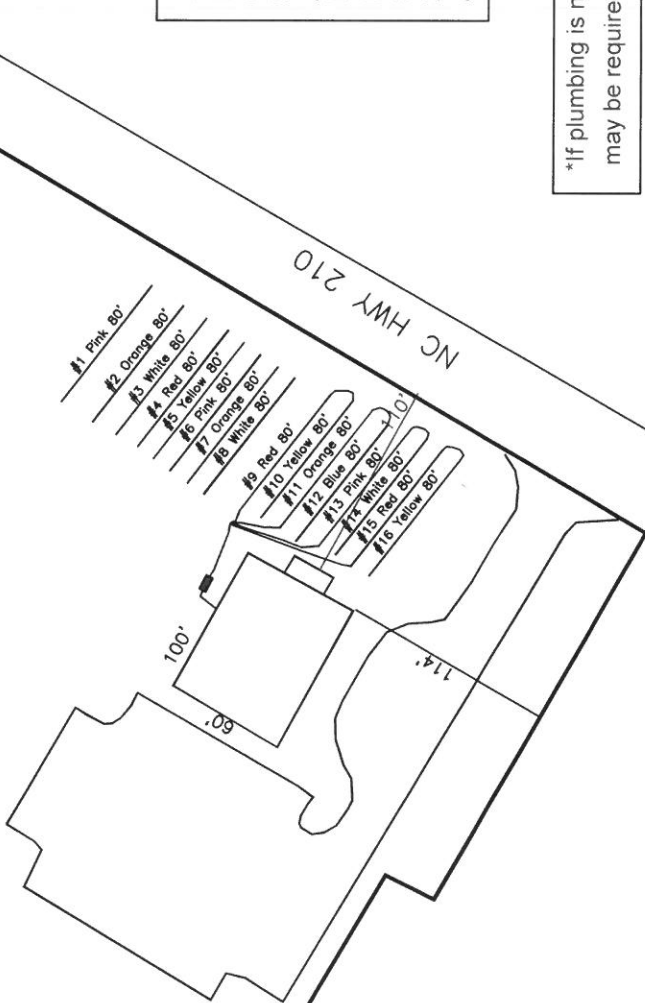 *If plumbing is
may be require
NC HWY 210
#1 Pink 80'
#2 Orange 80'
#3 White 80'
#4 Red 80'
#5 Yellow 80'
#6 Pink 80'
#7 Orange 80'
#8 White 80'
#9 Red 80'
#10 Yellow 80'
#11 Orange 80'
#12 Blue 80'
#13 Pink 80'
#14 White 80'
#15 Red 80'
#16 Yellow 80'
110'
100'
60'
114'